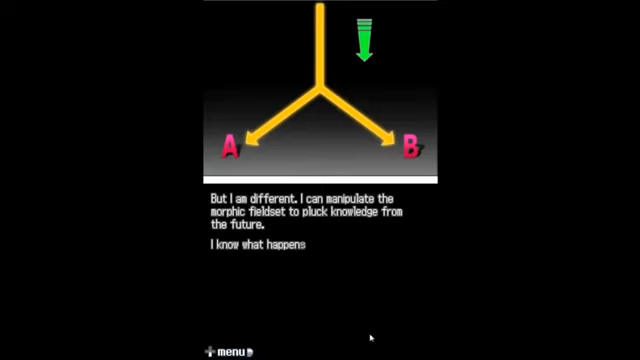 A
B
But I am different. I can manipulate the
morphic fieldset to pluck knowledge from
the future.
I know what happens
menu